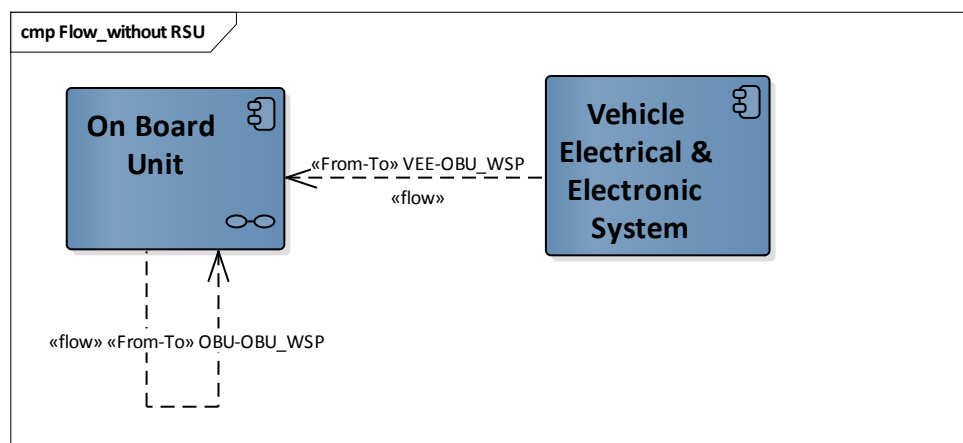 cmp Flow_without RSU
On Board
Unit
Vehicle
Electrical &
Electronic
System
«From-To» VEE-OBU_WSP
«flow»
«flow» «From-To» OBU-OBU_WSP